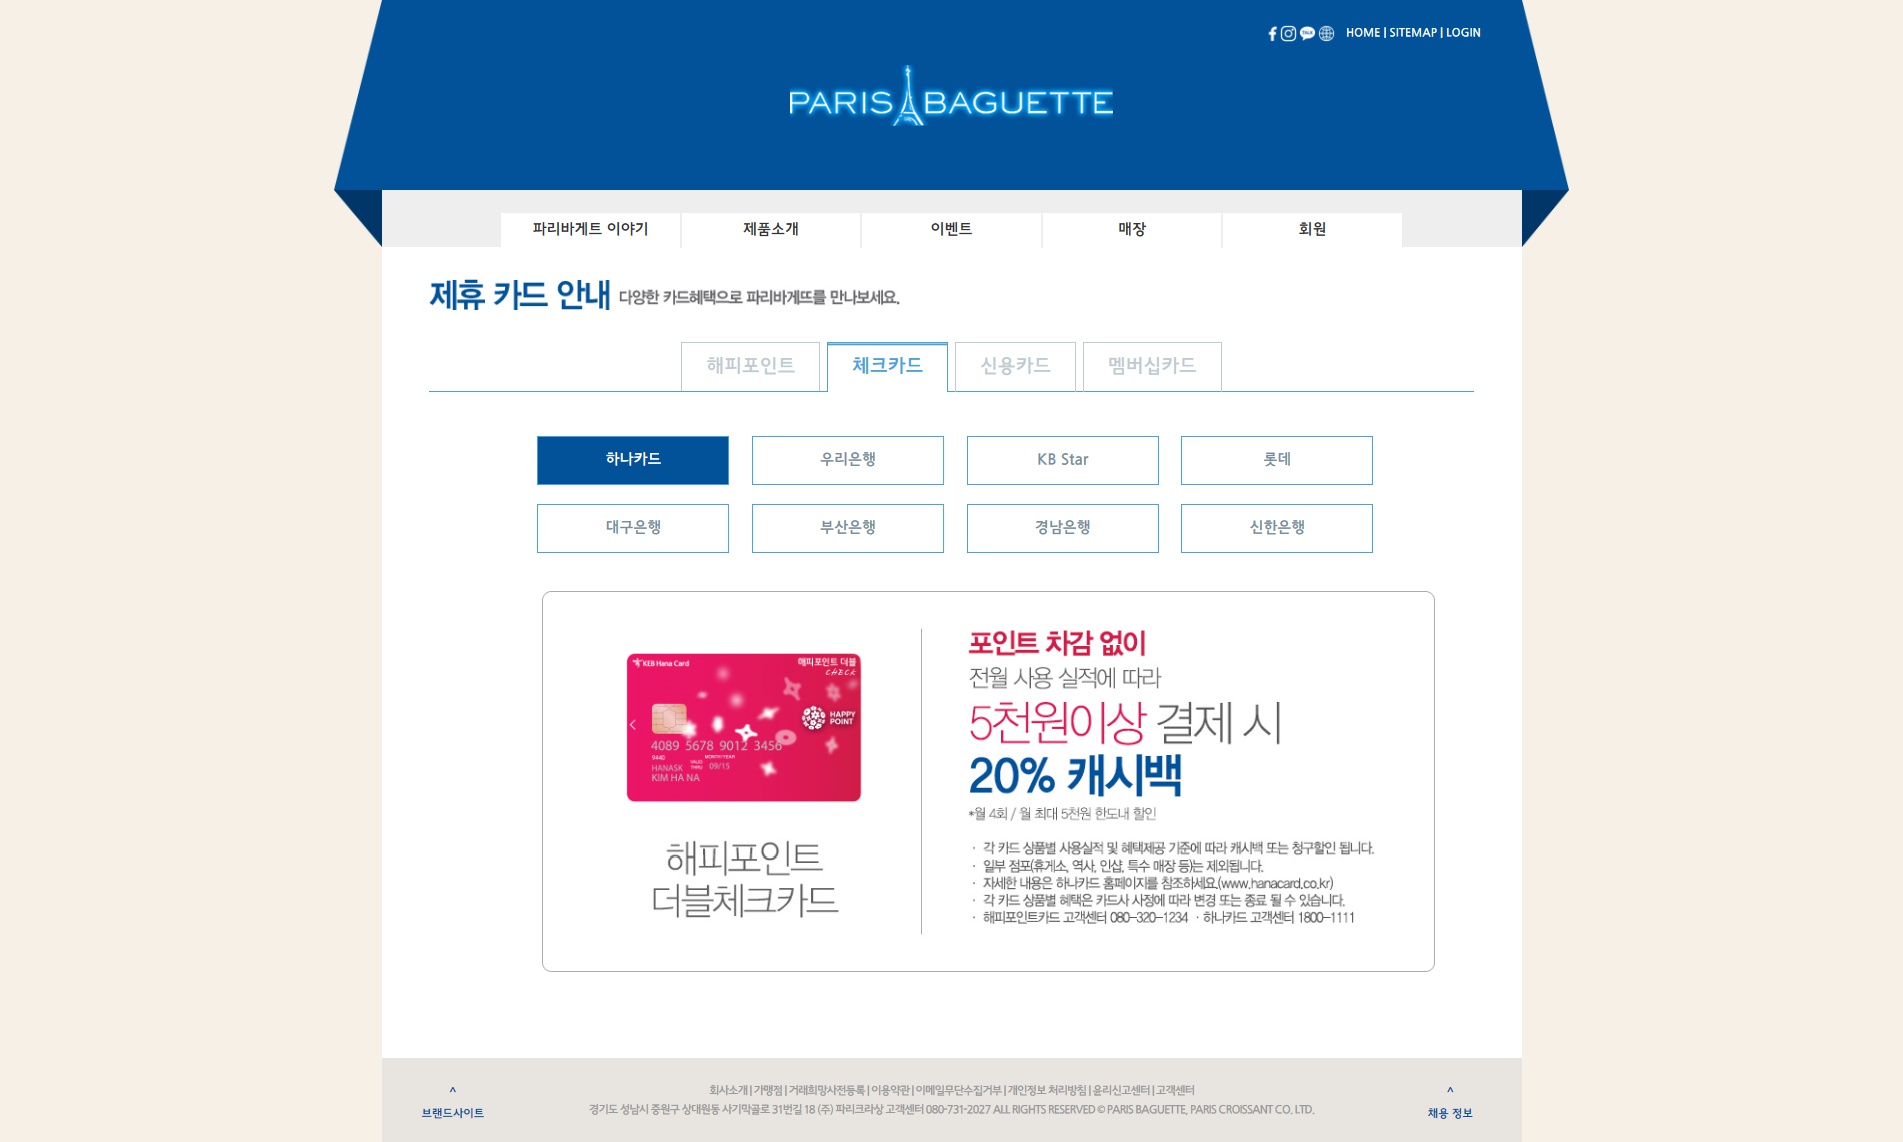 HOME | SITEMAP | LOGIN
PARIS BAGUETTE
파리바게뜨 이야기
제품소개
이벤트
매장
회원
제휴 카드 안내 다양한 카드혜택으로 파리바게뜨를 만나보세요.
해피포인트
체크카드
신용카드
멤버십카드
하나카드
우리은행
KB Star
롯데
대구은행
부산은행
경남은행
신한은행
KEB Hana Card
해피포인트 더블
CHECK
HAPPY
POINT
4089 5678 9012 3456
9440
MONTH/YEAR
VALID
THRU
09/15
HANASK
KIM HA NA
해피포인트
더블체크카드
포인트 차감 없이
전월 사용 실적에 따라
5천원이상 결제 시
20% 캐시백
*월 4회 / 월 최대 5천원 한도내 할인
· 각 카드 상품별 사용실적 및 혜택제공 기준에 따라 캐시백 또는 청구할인 됩니다.
· 일부 점포(휴게소, 역사, 인샵, 특수 매장 등)는 제외됩니다.
· 자세한 내용은 하나카드 홈페이지를 참조하세요.(www.hanacard.co.kr)
· 각 카드 상품별 혜택은 카드사 사정에 따라 변경 또는 종료 될 수 있습니다.
· 해피포인트카드 고객센터 080-320-1234 · 하나카드 고객센터 1800-1111
^
브랜드사이트
회사소개 | 가맹점 | 거래희망사전등록 | 이용약관 | 이메일무단수집거부 | 개인정보 처리방침 | 윤리신고센터 | 고객센터
경기도 성남시 중원구 상대원동 사기막골로 31번길 18 (주) 파리크라상 고객센터 080-731-2027 ALL RIGHTS RESERVED © PARIS BAGUETTE, PARIS CROISSANT CO. LTD.
^
채용 정보